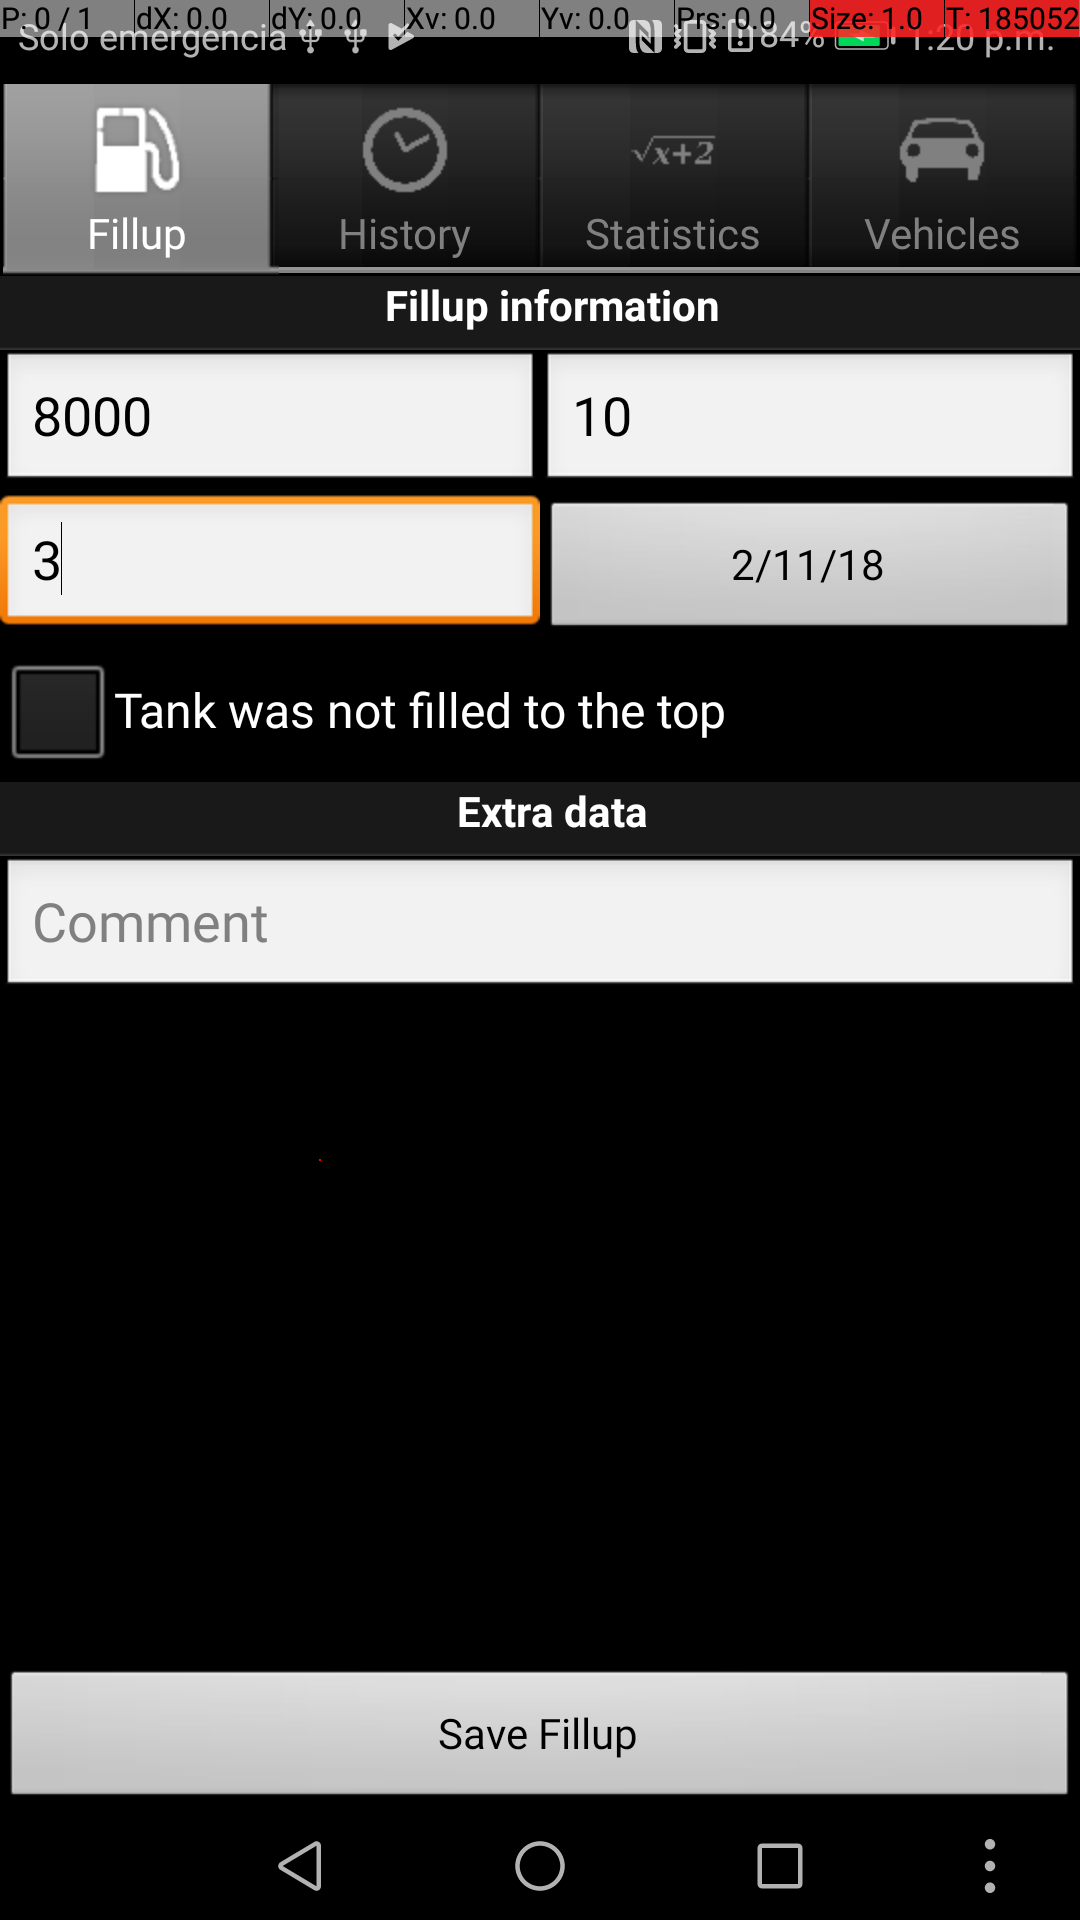 P: 0 / 1 dX: 0.0 dY: 0.0 Xv: 0.0 Yv: 0.0 Prs: 0.0 Size: 1.0 T: 185052
Solo emergencia 84% 1:20 p.m.
√x+2
Fillup History Statistics Vehicles
Fillup information
8000 10
3 2/11/18
Tank was not filled to the top
Extra data
Comment
Save Fillup